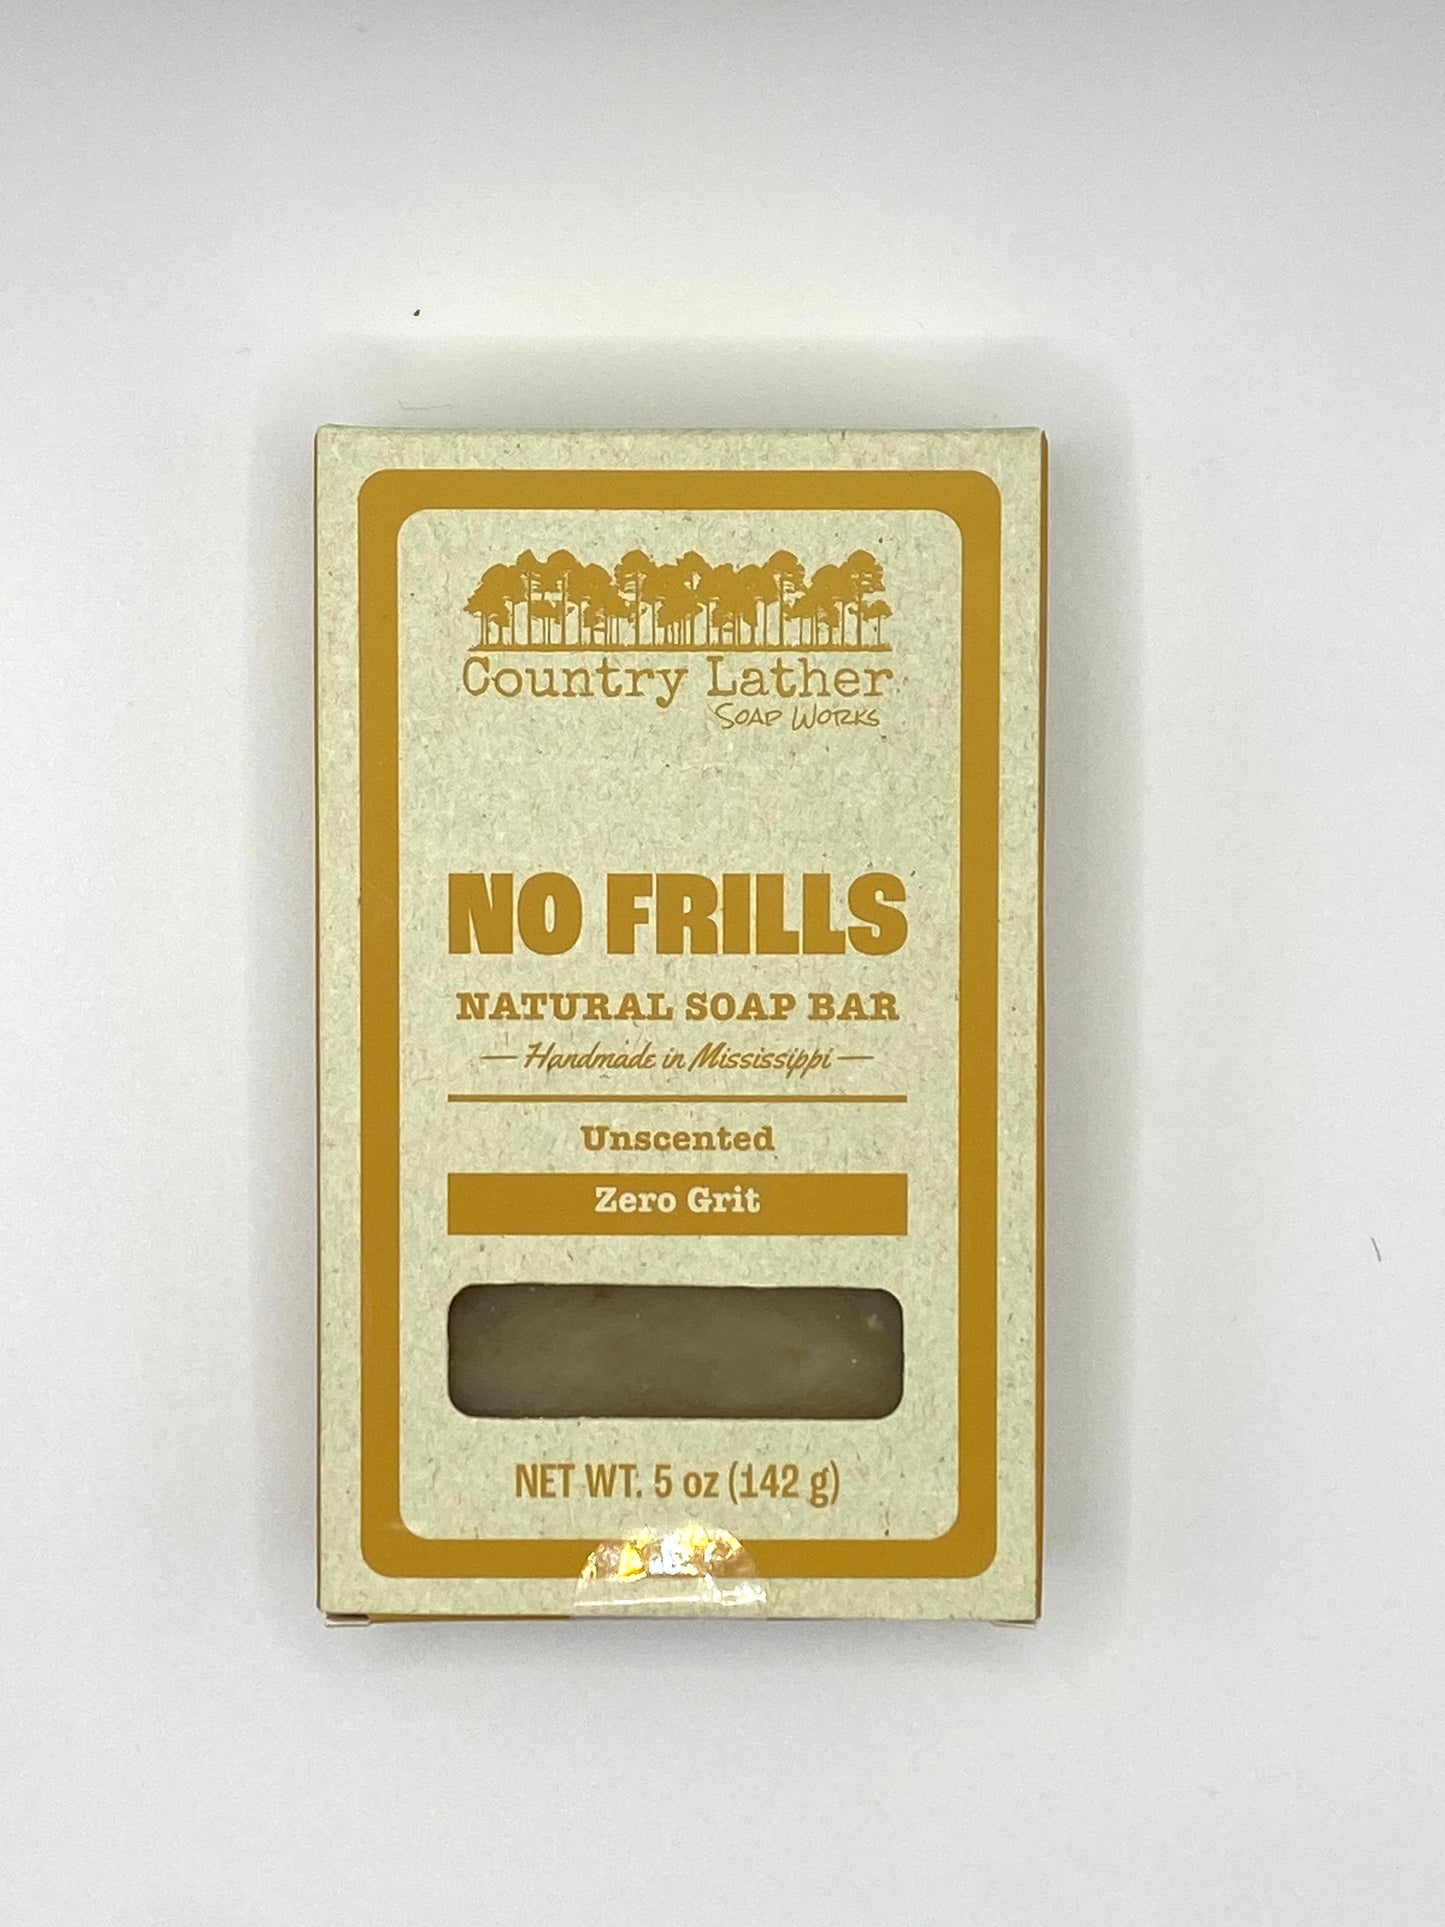 Country Lather
Soap Works
NO FRILLS
NATURAL SOAP BAR
Handmade in Mississippi
Unscented
Zero Grit
NET WT. 5 oz (142 g)